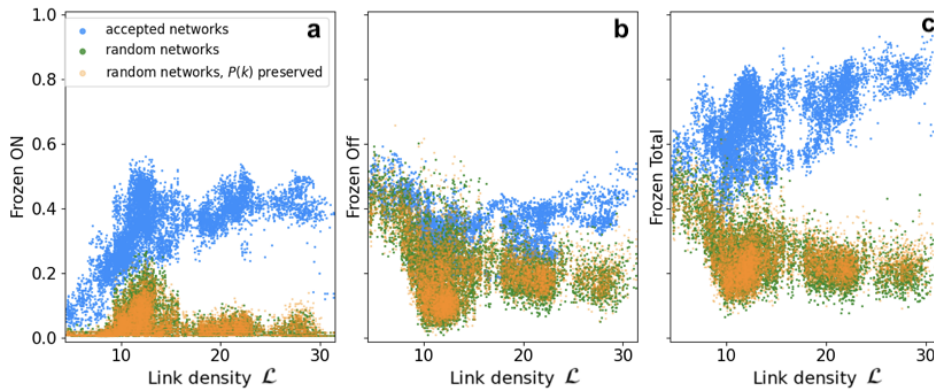 a
b
c
accepted networks
random networks
random networks, P(k) preserved
Frozen ON
1.0
0.8
0.6
0.4
0.2
0.0
10
20
30
Link density ℒ
Frozen Off
10
20
30
Link density ℒ
Frozen Total
10
20
30
Link density ℒ